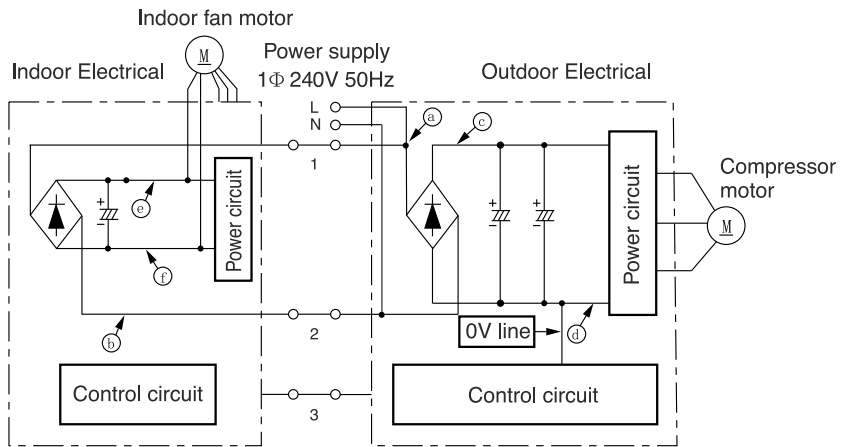 Indoor fan motor
M
Power supply
1Φ 240V 50Hz
Indoor Electrical
Outdoor Electrical
L
N
a
c
1
+
-
e
f
Power circuit
+
-
+
-
Power circuit
Compressor
motor
M
b
2
0V line
d
Control circuit
3
Control circuit